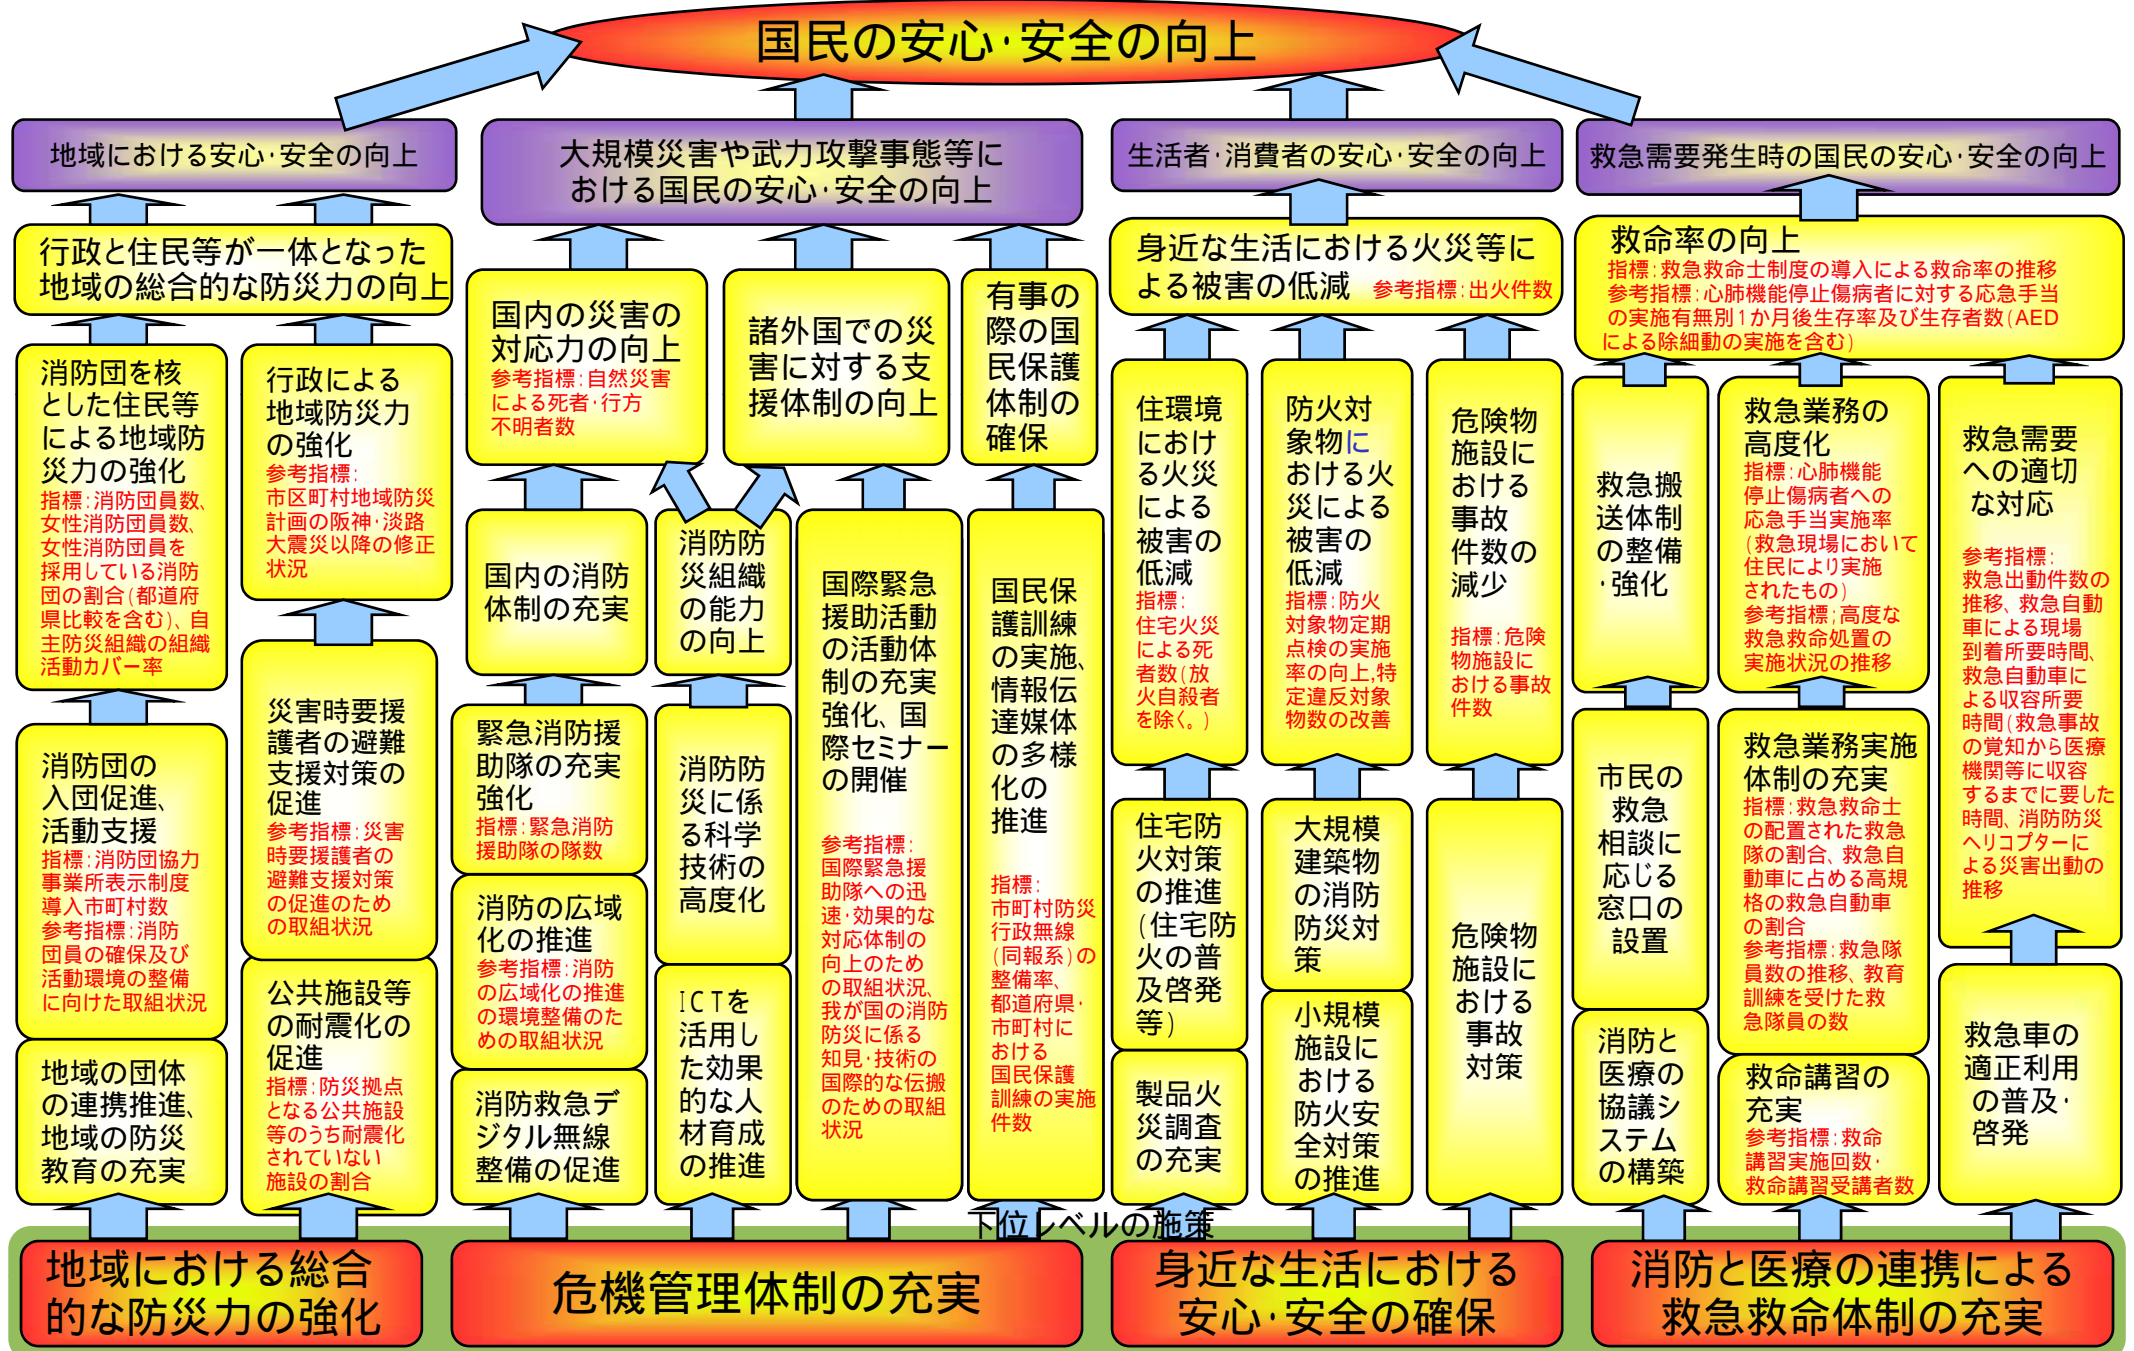 国民の安心・安全の向上
地域における安心・安全の向上
大規模災害や武力攻撃事態等に
おける国民の安心・安全の向上
生活者・消費者の安心・安全の向上
救急需要発生時の国民の安心・安全の向上
行政と住民等が一体となった
地域の総合的な防災力の向上
国内の災害の
対応力の向上
参考指標:自然災害
による死者・行方
不明者数
諸外国での災
害に対する支
援体制の向上
有事の
際の国
民保護
体制の
確保
身近な生活における火災等に
よる被害の低減 参考指標:出火件数
救命率の向上
指標:救急救命士制度の導入による救命率の推移
参考指標:心肺機能停止傷病者に対する応急手当
の実施有無別1か月後生存率及び生存者数(AED
による除細動の実施を含む)
消防団を核
とした住民等
による地域防
災力の強化
指標:消防団員数、
女性消防団員数、
女性消防団員を
採用している消防
団の割合(都道府
県比較を含む)、自
主防災組織の組織
活動カバー率
行政による
地域防災力
の強化
参考指標:
市区町村地域防災
計画の阪神・淡路
大震災以降の修正
状況
国内の消防
体制の充実
消防防
災組織
の能力
の向上
国際緊急
援助活動
の活動体
制の充実
強化、国
際セミナー
の開催
参考指標:
国際緊急援
助隊への迅
速・効果的な
対応体制の
向上のため
の取組状況、
我が国の消防
防災に係る
知見・技術の
国際的な伝搬
のための取組
状況
国民保
護訓練
の実施、
情報伝
達媒体
の多様
化の
推進
指標:
市町村防災
行政無線
(同報系)の
整備率、
都道府県・
市町村に
おける
国民保護
訓練の実施
件数
住環境
におけ
る火災
による
被害の
低減
指標:
住宅火災
による死
者数(放
火自殺者
を除く。)
防火対
象物に
おける火
災による
被害の
低減
指標:防火
対象物定期
点検の実施
率の向上,特
定違反対象
物数の改善
危険物
施設に
おける
事故
件数の
減少
指標:危険
物施設に
おける事故
件数
救急搬
送体制
の整備
・強化
救急業務の
高度化
指標:心肺機能
停止傷病者への
応急手当実施率
(救急現場において
住民により実施
されたもの)
参考指標;高度な
救急救命処置の
実施状況の推移
救急需要
への適切
な対応
参考指標:
救急出動件数の
推移、救急自動
車による現場
到着所要時間、
救急自動車に
よる収容所要
時間(救急事故
の覚知から医療
機関等に収容
するまでに要した
時間、消防防災
ヘリコプターに
よる災害出動の
推移
消防団の
入団促進、
活動支援
指標:消防団協力
事業所表示制度
導入市町村数
参考指標:消防
団員の確保及び
活動環境の整備
に向けた取組状況
災害時要援
護者の避難
支援対策の
促進
参考指標:災害
時要援護者の
避難支援対策
の促進のため
の取組状況
緊急消防援
助隊の充実
強化
指標:緊急消防
援助隊の隊数
消防防
災に係
る科学
技術の
高度化
消防の広域
化の推進
参考指標:消防
の広域化の推進
の環境整備のた
めの取組状況
住宅防
火対策
の推進
(住宅防
火の普
及啓発
等)
大規模
建築物
の消防
防災対
策
危険物
施設に
おける
事故
対策
市民の
救急
相談に
応じる
窓口の
設置
救急業務実施
体制の充実
指標:救急救命士
の配置された救急
隊の割合、救急自
動車に占める高規
格の救急自動車
の割合
参考指標:救急隊
員数の推移、教育
訓練を受けた救
急隊員の数
地域の団体
の連携推進、
地域の防災
教育の充実
公共施設等
の耐震化の
促進
指標:防災拠点
となる公共施設
等のうち耐震化
されていない
施設の割合
消防救急デ
ジタル無線
整備の促進
ICTを
活用し
た効果
的な人
材育成
の推進
製品火
災調査
の充実
小規模
施設に
おける
防火安
全対策
の推進
消防と
医療の
協議シ
ステム
の構築
救命講習の
充実
参考指標:救命
講習実施回数・
救命講習受講者数
救急車の
適正利用
の普及・
啓発
下位レベルの施策
地域における総合
的な防災力の強化
危機管理体制の充実
身近な生活における
安心・安全の確保
消防と医療の連携による
救急救命体制の充実